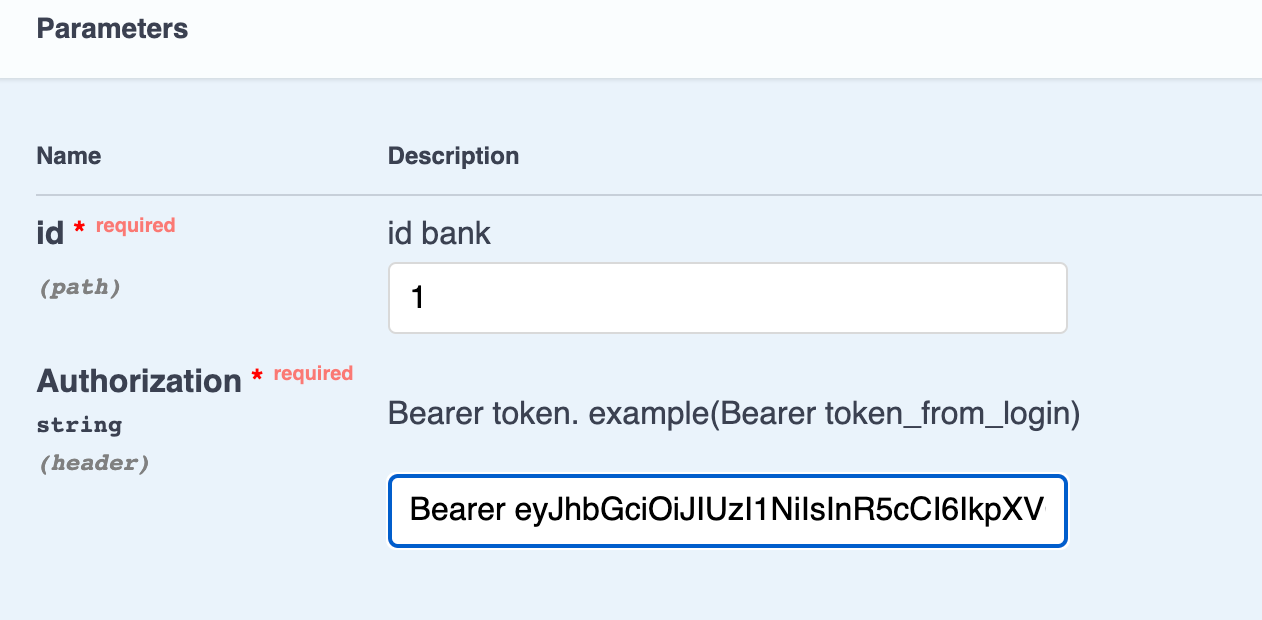 Parameters
Name Description
id * required
id bank
(path)
1
Authorization * required
string
(header)
Bearer token. example(Bearer token_from_login)
Bearer eyJhbGciOiJIUzI1NiIsInR5cCI6IkpXV